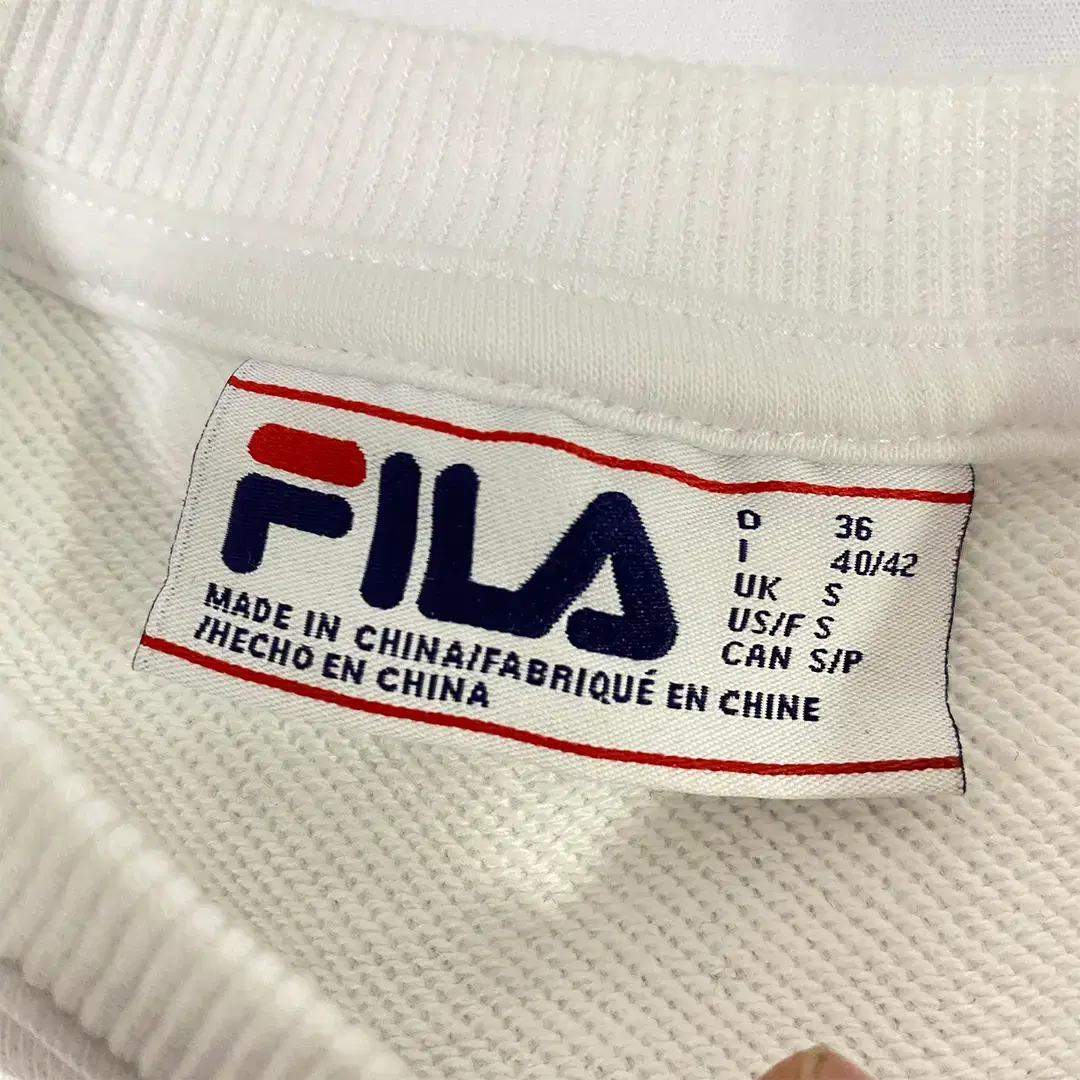 FILA
D 36
I 40/42
UK S
US/F S
CAN S/P
MADE IN CHINA/FABRIQUÉ EN CHINE
/HECHO EN CHINA